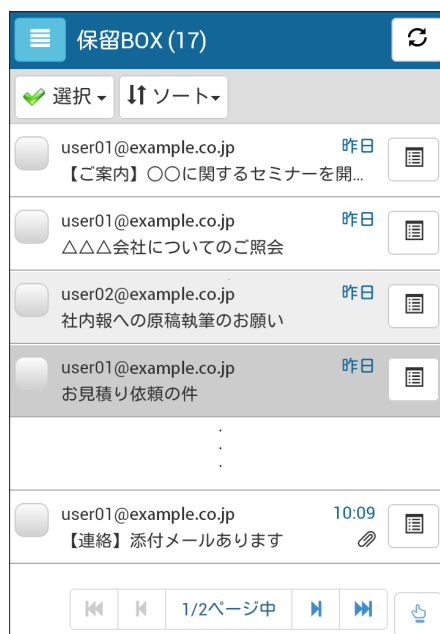 保留BOX (17)
選択 ソート
user01@example.co.jp 昨日
【ご案内】〇〇に関するセミナーを開...
user01@example.co.jp 昨日
△△△会社についてのご照会
user02@example.co.jp 昨日
社内報への原稿執筆のお願い
user01@example.co.jp 昨日
お見積り依頼の件
user01@example.co.jp 10:09
【連絡】添付メールあります
1/2ページ中